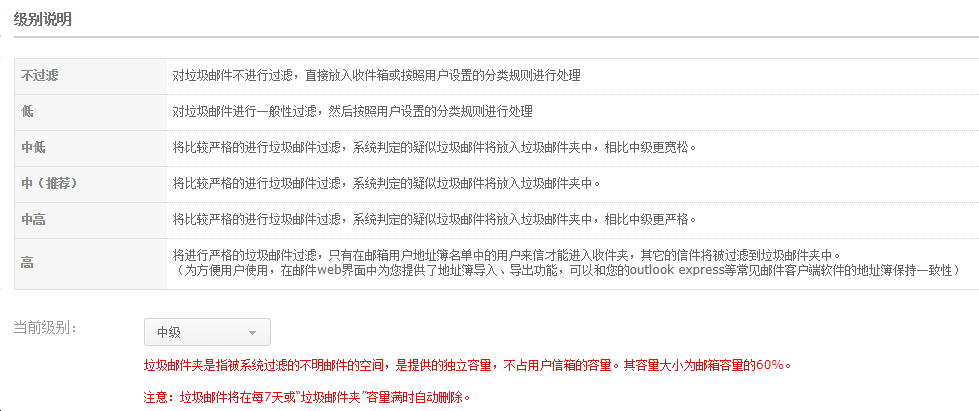 级别说明
不过滤 对垃圾邮件不进行过滤，直接放入收件箱或按照用户设置的分类规则进行处理
低 对垃圾邮件进行一般性过滤，然后按照用户设置的分类规则进行处理
中低 将比较严格的进行垃圾邮件过滤，系统判定的疑似垃圾邮件将放入垃圾邮件夹中，相比中级更宽松。
中（推荐） 将比较严格的进行垃圾邮件过滤，系统判定的疑似垃圾邮件将放入垃圾邮件夹中。
中高 将比较严格的进行垃圾邮件过滤，系统判定的疑似垃圾邮件将放入垃圾邮件夹中，相比中级更严格。
高 将进行严格的垃圾邮件过滤，只有在邮箱用户地址簿名单中的用户来信才能进入收件夹，其它的信件将被过滤到垃圾邮件夹中。
（为方便用户使用，在邮件web界面中为您提供了地址簿导入、导出功能，可以和您的outlook express等常见邮件客户端软件的地址簿保持一致性）
当前级别： 中级
垃圾邮件夹是指被系统过滤的不明邮件的空间，是提供的独立容量，不占用户信箱的容量。其容量大小为邮箱容量的60%。
注意：垃圾邮件将在每7天或“垃圾邮件夹”容量满时自动删除。